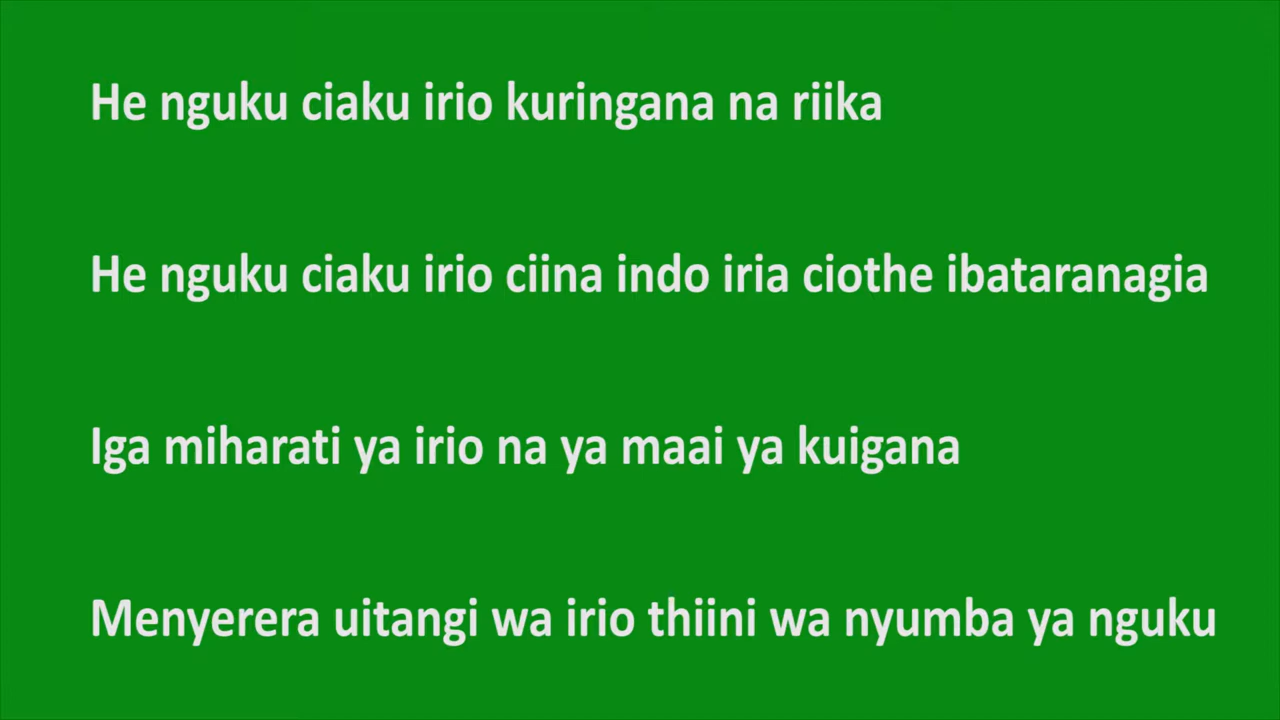 He nguku ciaku irio kuringana na riika
He nguku ciaku irio ciina indo iria ciothe ibataranagia
Iga miharati ya irio na ya maai ya kuigana
Menyerera uitangi wa irio thiini wa nyumba ya nguku